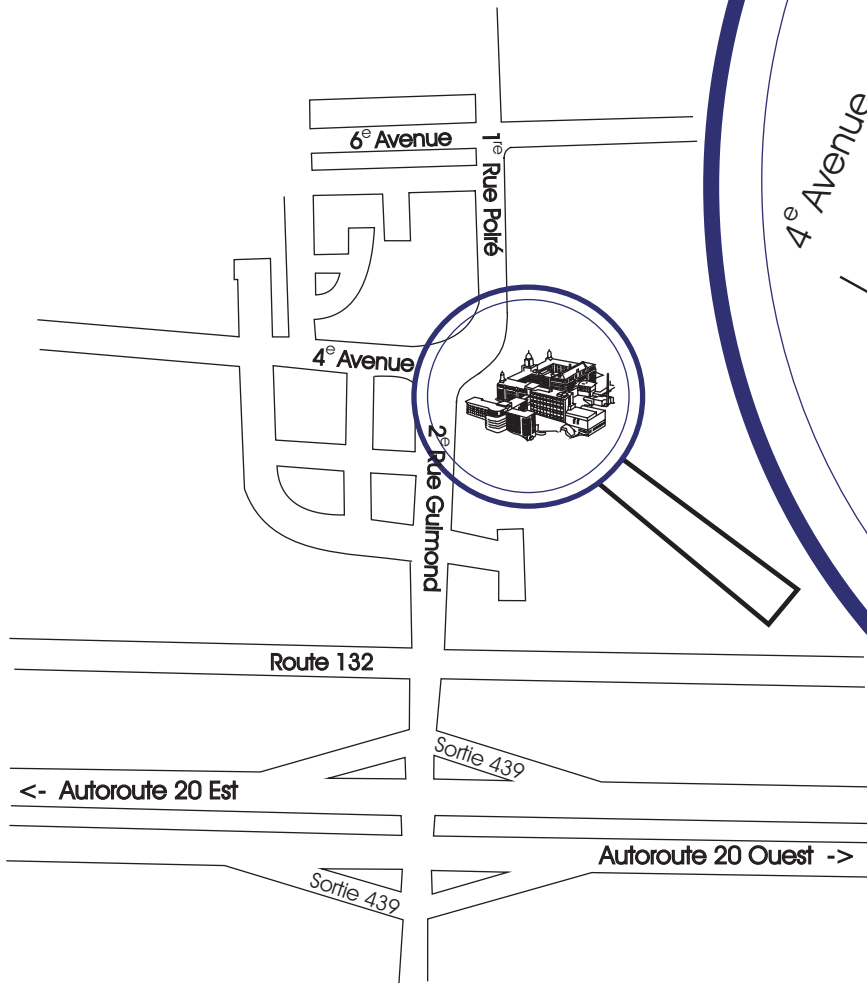 6e Avenue
1re Rue Poiré
4e Avenue
4e Avenue
2e Rue Guimond
Route 132
Sortie 439
<- Autoroute 20 Est
Autoroute 20 Ouest ->
Sortie 439